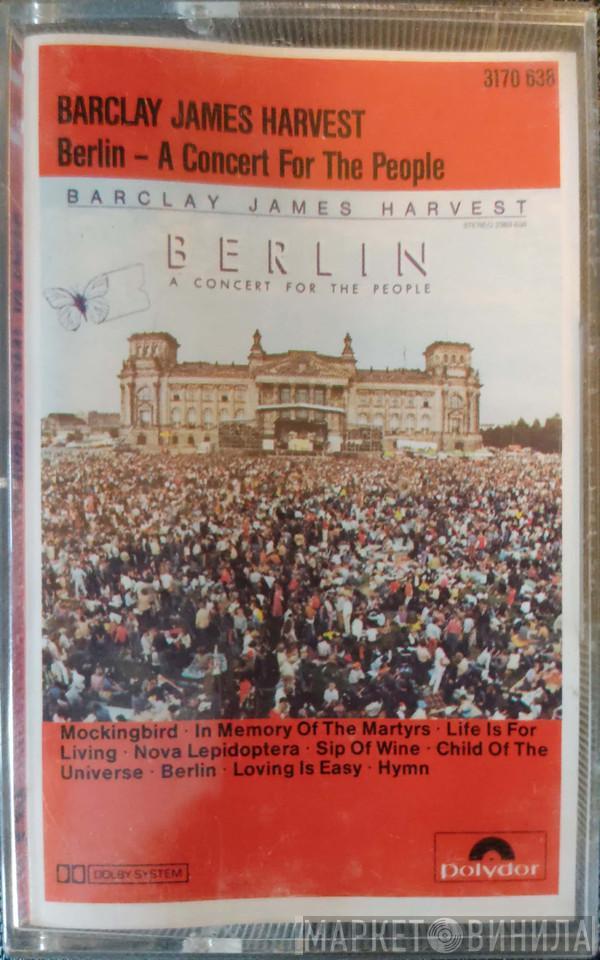 3170 638
BARCLAY JAMES HARVEST
Berlin – A Concert For The People
BARCLAY JAMES HARVEST
BERLIN
A CONCERT FOR THE PEOPLE
Mockingbird · In Memory Of The Martyrs · Life Is For
Living · Nova Lepidoptera · Sip Of Wine · Child Of The
Universe · Berlin · Loving Is Easy · Hymn
DOLBY SYSTEM
polydor
МАРКЕТ ВИНИЛА